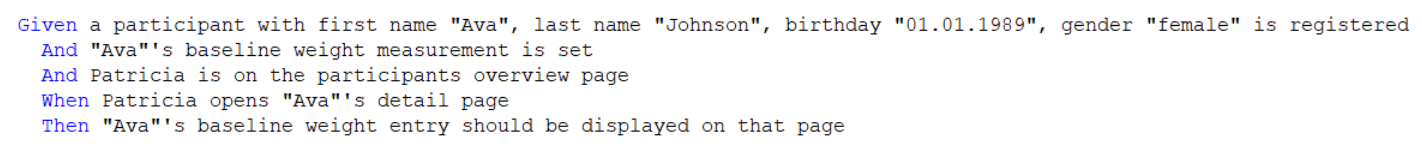 Given a participant with first name "Ava", last name "Johnson", birthday "01.01.1989", gender "female" is registered
And "Ava"'s baseline weight measurement is set
And Patricia is on the participants overview page
When Patricia opens "Ava"'s detail page
Then "Ava"'s baseline weight entry should be displayed on that page